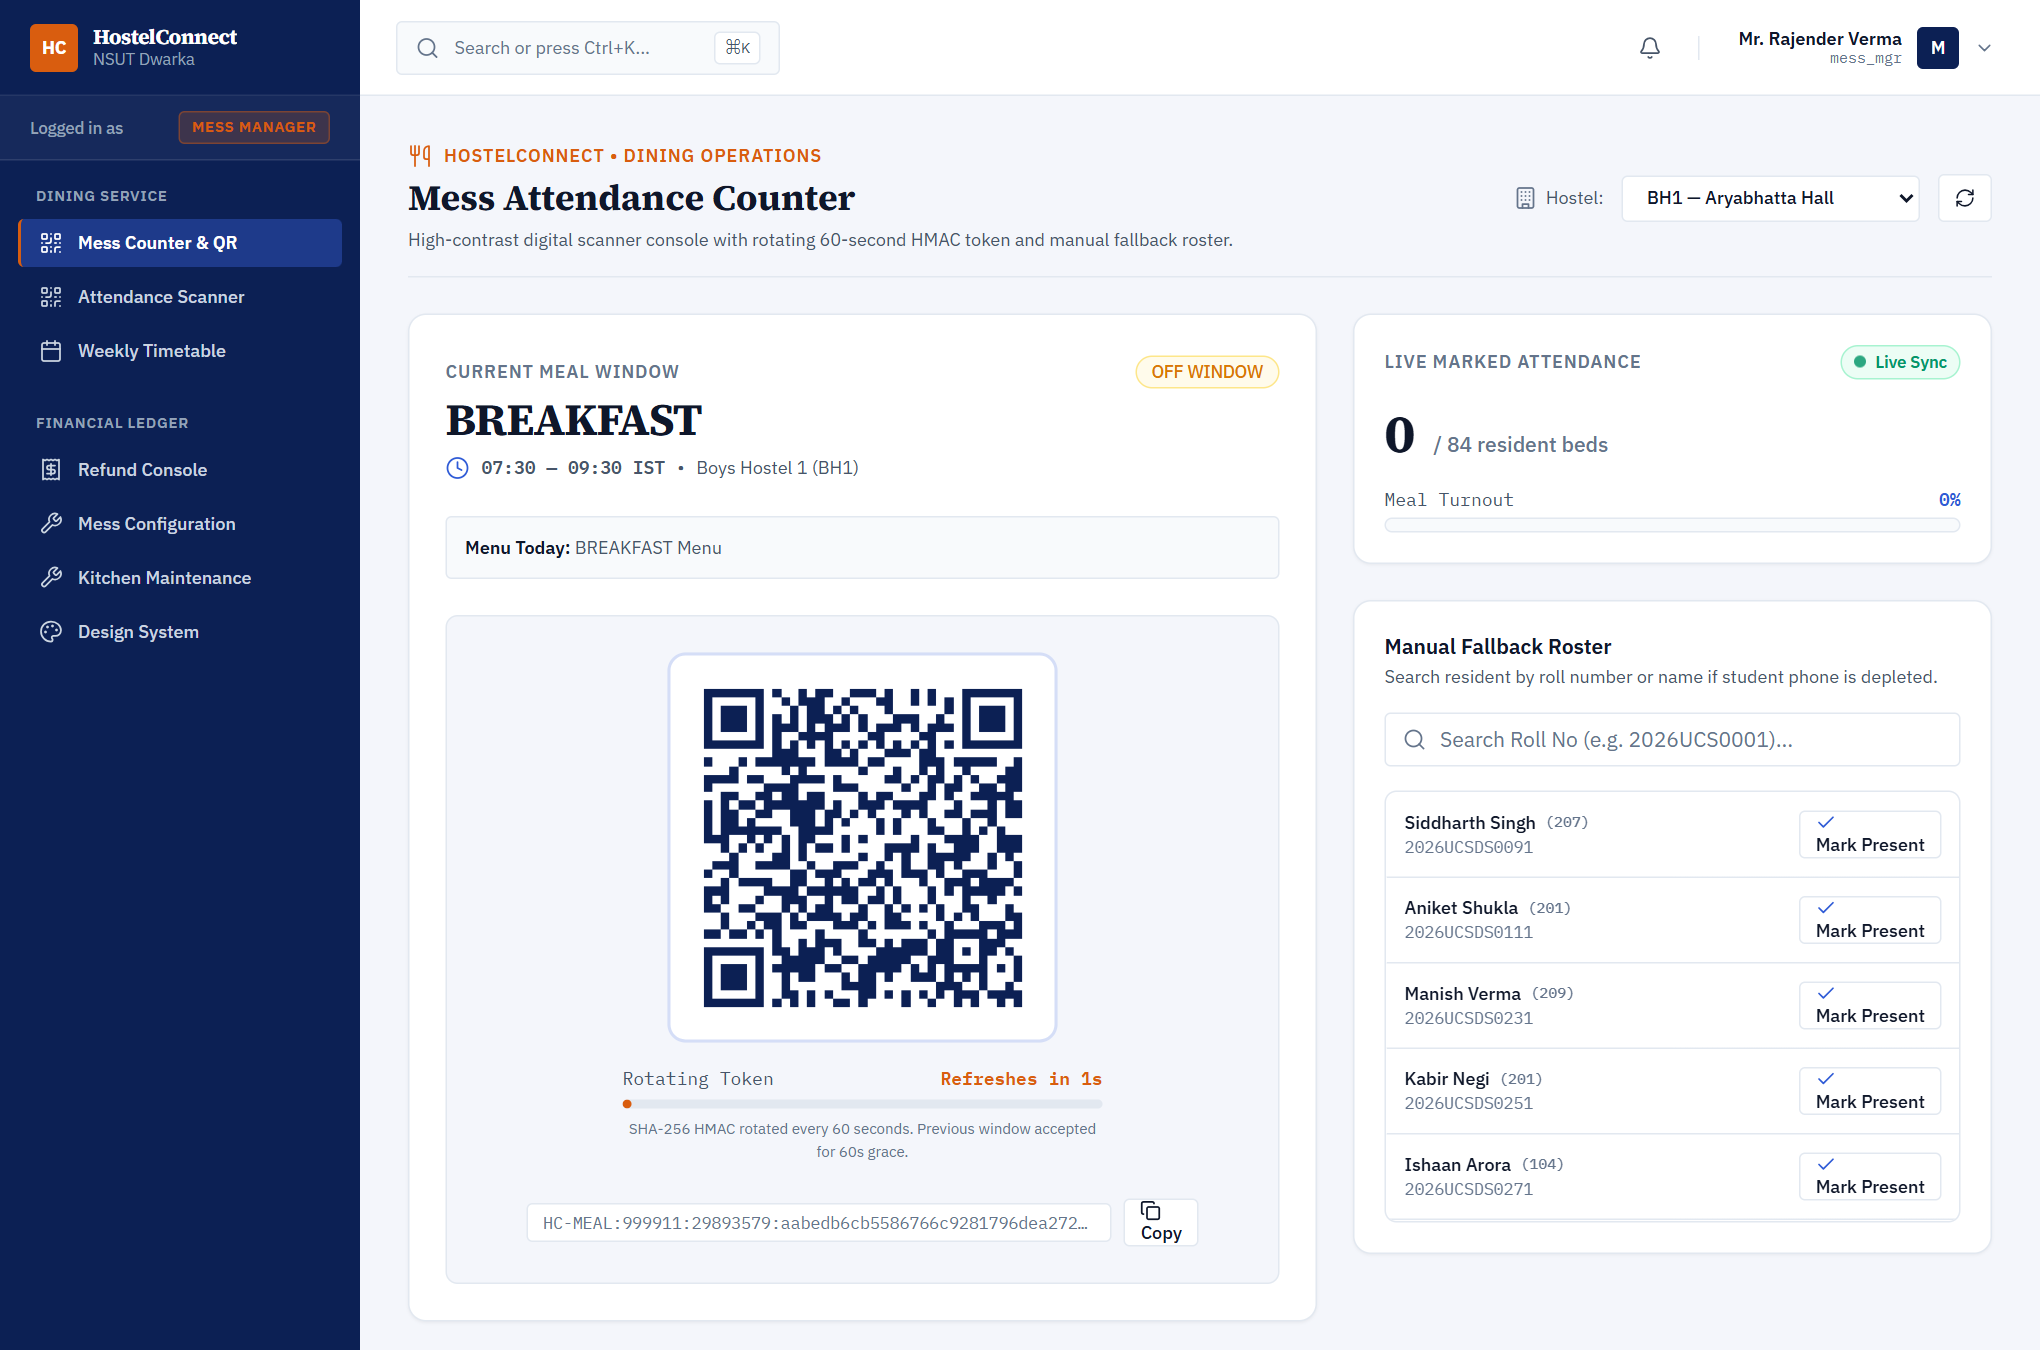 HC
HostelConnect
NSUT Dwarka
Logged in as
MESS MANAGER
DINING SERVICE
Mess Counter & QR
Attendance Scanner
Weekly Timetable
FINANCIAL LEDGER
Refund Console
Mess Configuration
Kitchen Maintenance
Design System
Search or press Ctrl+K...
⌘K
Mr. Rajender Verma
mess_mgr
M
HOSTELCONNECT • DINING OPERATIONS
Mess Attendance Counter
High-contrast digital scanner console with rotating 60-second HMAC token and manual fallback roster.
Hostel:
BH1 — Aryabhatta Hall
CURRENT MEAL WINDOW
OFF WINDOW
BREAKFAST
07:30 — 09:30 IST • Boys Hostel 1 (BH1)
Menu Today: BREAKFAST Menu
Rotating Token
Refreshes in 1s
SHA-256 HMAC rotated every 60 seconds. Previous window accepted
for 60s grace.
HC-MEAL:999911:29893579:aabedb6cb5586766c9281796dea272…
Copy
LIVE MARKED ATTENDANCE
Live Sync
0 / 84 resident beds
Meal Turnout
0%
Manual Fallback Roster
Search resident by roll number or name if student phone is depleted.
Search Roll No (e.g. 2026UCS0001)...
Siddharth Singh (207)
2026UCSDS0091
Mark Present
Aniket Shukla (201)
2026UCSDS0111
Mark Present
Manish Verma (209)
2026UCSDS0231
Mark Present
Kabir Negi (201)
2026UCSDS0251
Mark Present
Ishaan Arora (104)
2026UCSDS0271
Mark Present